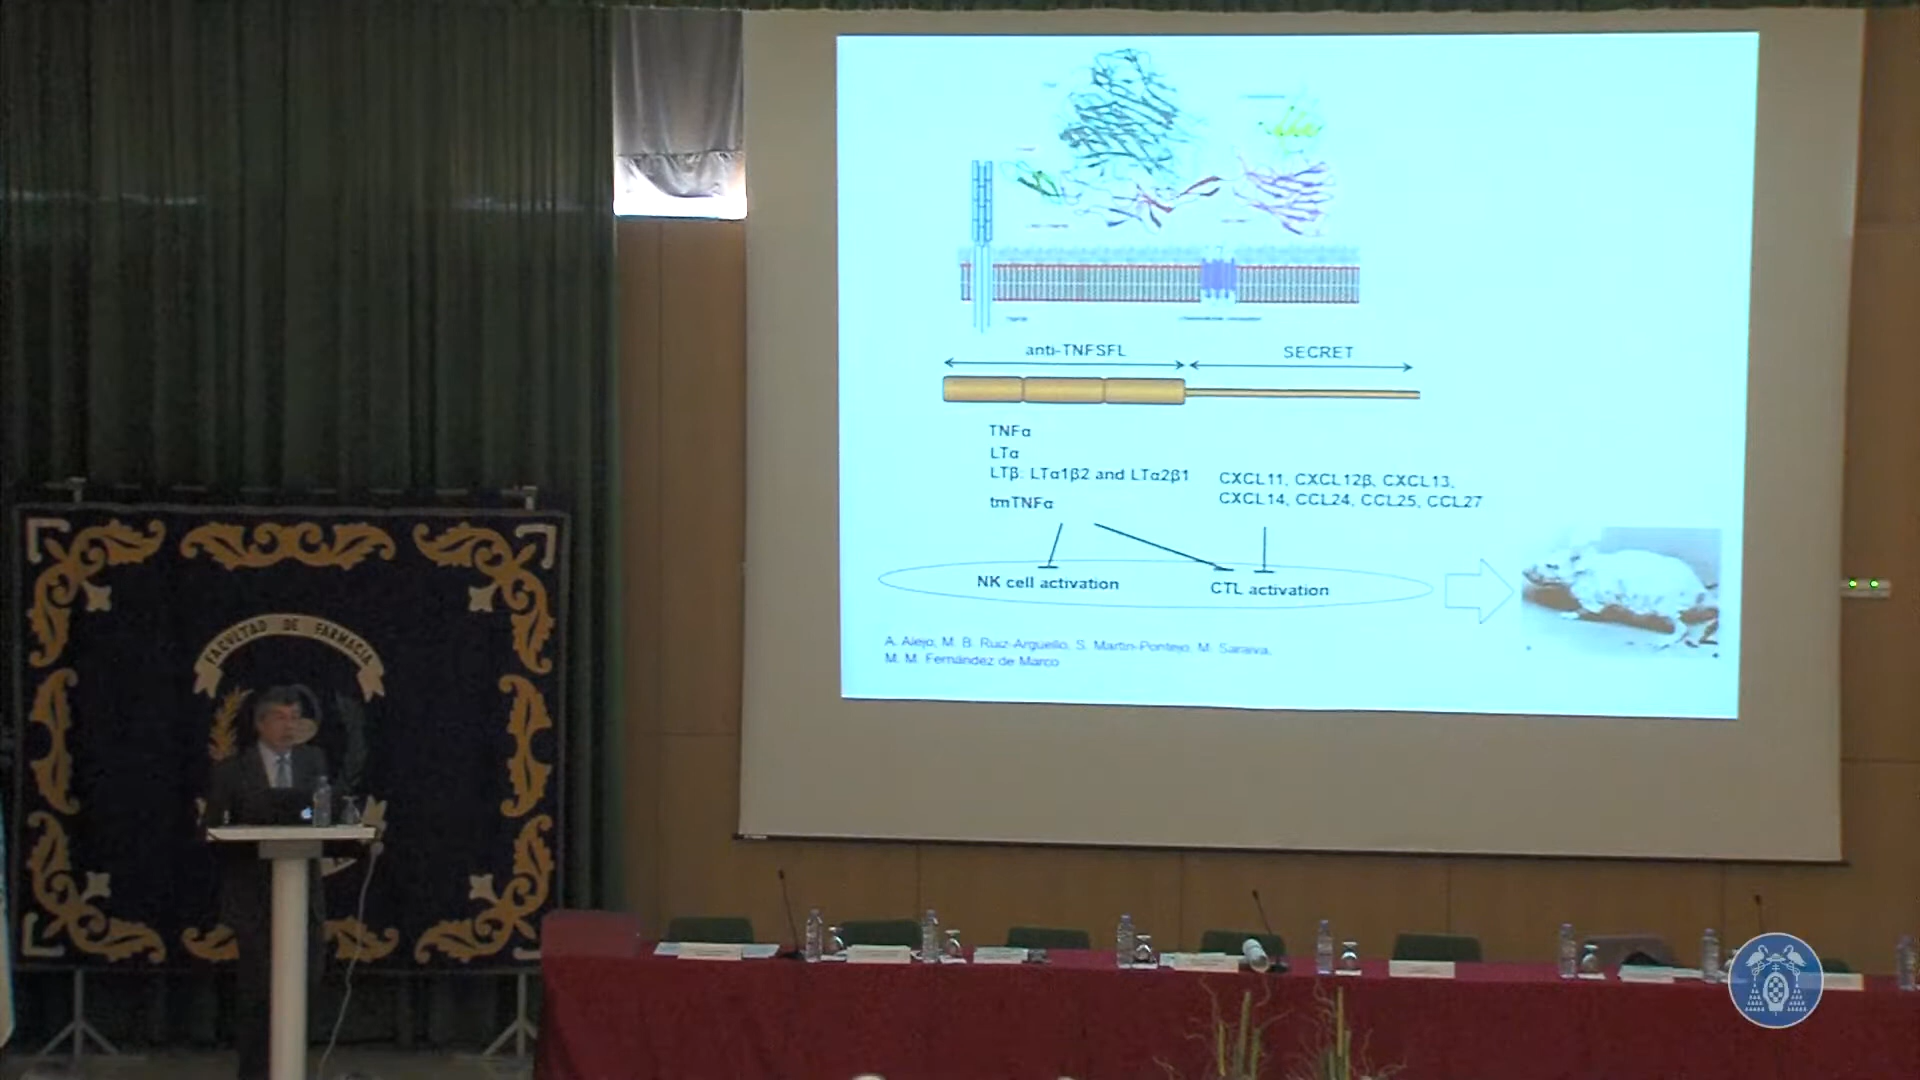 anti-TNFSFL
SECRET
TNFα
LTα
LTβ: LTα1β2 and LTα2β1
tmTNFα
CXCL11, CXCL12β, CXCL13,
CXCL14, CCL24, CCL25, CCL27
NK cell activation
CTL activation
A. Alejo, M. B. Ruiz-Argüello, S. Martin-Pontejo, M. Saraiva,
M. M. Fernández de Marco
FACULTAD DE FARMACIA